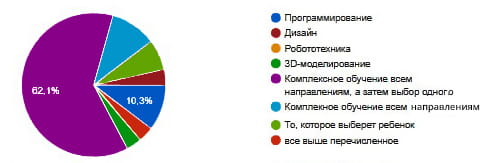 62,1%
10,3%
Программирование
Дизайн
Робототехника
3D-моделирование
Комплексное обучение всем
направлениям, а затем выбор одного
Комплекное обучение всем направлениям
То, которое выберет ребенок
все выше перечисленное